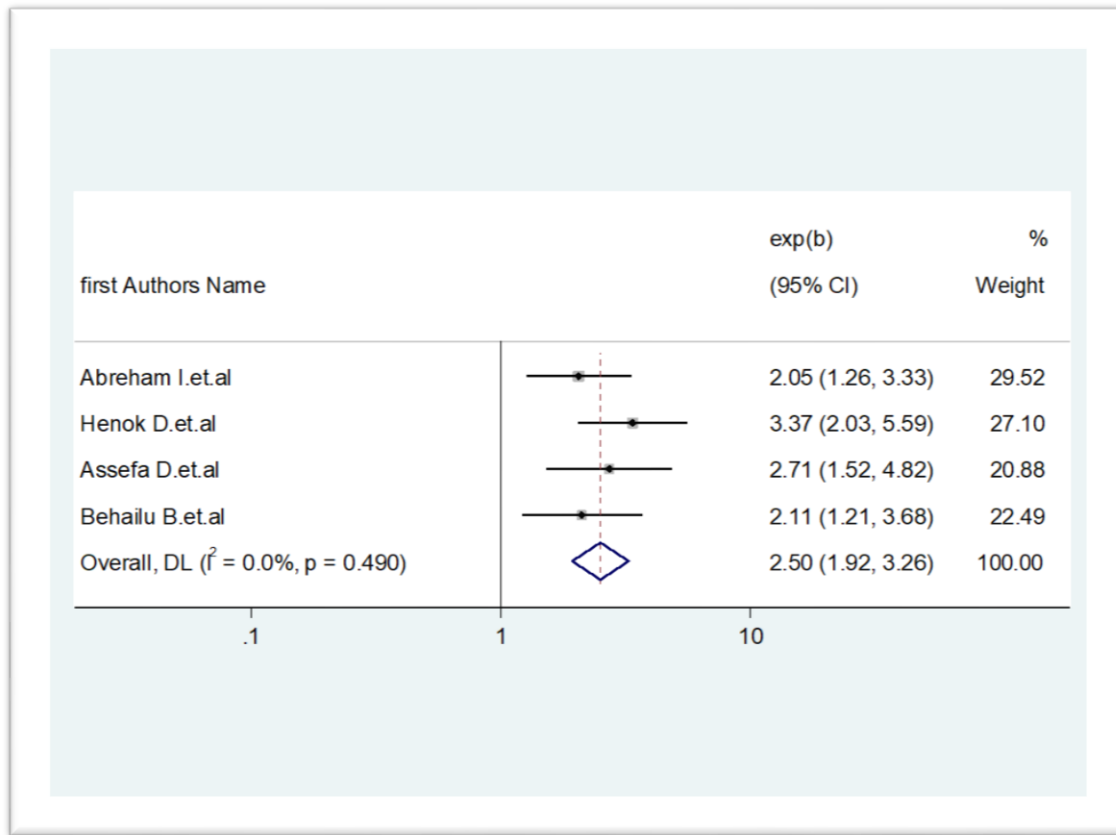 exp(b) %
first Authors Name (95% CI) Weight
Abreham I.et.al 2.05 (1.26, 3.33) 29.52
Henok D.et.al 3.37 (2.03, 5.59) 27.10
Assefa D.et.al 2.71 (1.52, 4.82) 20.88
Behailu B.et.al 2.11 (1.21, 3.68) 22.49
Overall, DL (I² = 0.0%, p = 0.490) 2.50 (1.92, 3.26) 100.00
.1 1 10